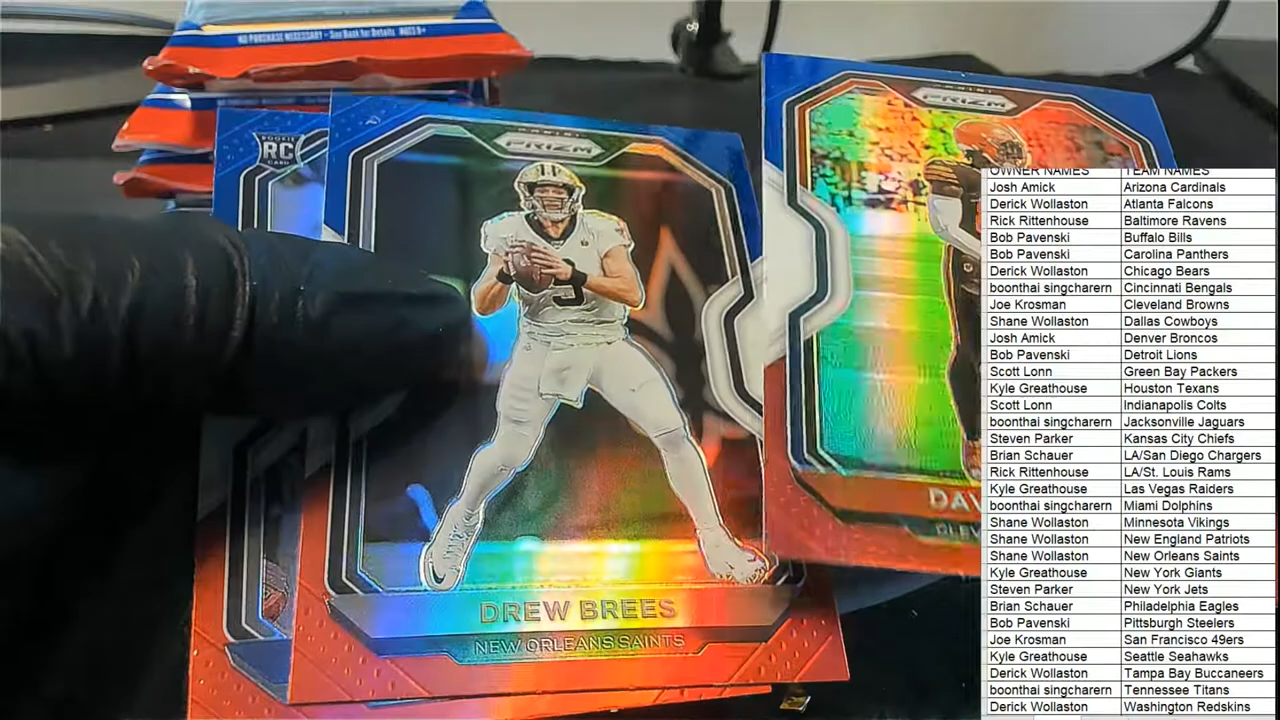 NO PURCHASE NECESSARY - See Back for Details AGES 9+
ROOKIE
RC
CARD
PANINI
PRIZM
9
DREW BREES
NEW ORLEANS SAINTS
PANINI
PRIZM
DAV
CLEV
OWNER NAMES TEAM NAMES
Josh Amick Arizona Cardinals
Derick Wollaston Atlanta Falcons
Rick Rittenhouse Baltimore Ravens
Bob Pavenski Buffalo Bills
Bob Pavenski Carolina Panthers
Derick Wollaston Chicago Bears
boonthai singcharern Cincinnati Bengals
Joe Krosman Cleveland Browns
Shane Wollaston Dallas Cowboys
Josh Amick Denver Broncos
Bob Pavenski Detroit Lions
Scott Lonn Green Bay Packers
Kyle Greathouse Houston Texans
Scott Lonn Indianapolis Colts
boonthai singcharern Jacksonville Jaguars
Steven Parker Kansas City Chiefs
Brian Schauer LA/San Diego Chargers
Rick Rittenhouse LA/St. Louis Rams
Kyle Greathouse Las Vegas Raiders
boonthai singcharern Miami Dolphins
Shane Wollaston Minnesota Vikings
Shane Wollaston New England Patriots
Shane Wollaston New Orleans Saints
Kyle Greathouse New York Giants
Steven Parker New York Jets
Brian Schauer Philadelphia Eagles
Bob Pavenski Pittsburgh Steelers
Joe Krosman San Francisco 49ers
Kyle Greathouse Seattle Seahawks
Derick Wollaston Tampa Bay Buccaneers
boonthai singcharern Tennessee Titans
Derick Wollaston Washington Redskins